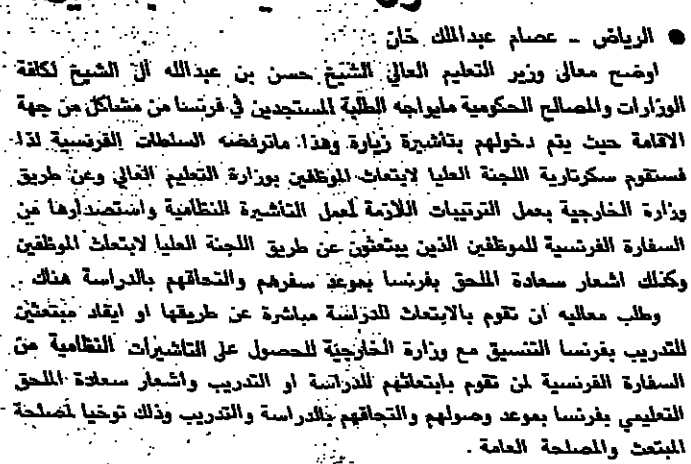 ● الرياض - عصام عبدالملك خان :
اوضح معالى وزير التعليم العالي الشيخ حسن بن عبدالله آل الشيخ لكافة
الوزارات والمصالح الحكومية مايواجه الطلبة المستجدين في فرنسا من مشاكل من جهة
الاقامة حيث يتم دخولهم بتأشيرة زيارة وهذا ماترفضه السلطات الفرنسية لذا
فستقوم سكرتارية اللجنة العليا لابتعاث الموظفين بوزارة التعليم العالي وعن طريق
وزارة الخارجية بعمل الترتيبات اللازمة لعمل التاشيرة النظامية واستصدارها من
السفارة الفرنسية للموظفين الذين يبتعثون عن طريق اللجنة العليا لابتعاث الموظفين
وكذلك اشعار سعادة الملحق بفرنسا بموعد سفرهم والتحاقهم بالدراسة هناك .
وطلب معاليه ان تقوم بالابتعاث للدراسة مباشرة عن طريقها او ايفاد مبتعثين
للتدريب بفرنسا التنسيق مع وزارة الخارجية للحصول على التاشيرات النظامية من
السفارة الفرنسية لمن تقوم بابتعاثهم للدراسة او التدريب واشعار سعادة الملحق
التعليمي بفرنسا بموعد وصولهم والتحاقهم بالدراسة والتدريب وذلك توخيا لمصلحة
المبتعث والمصلحة العامة .